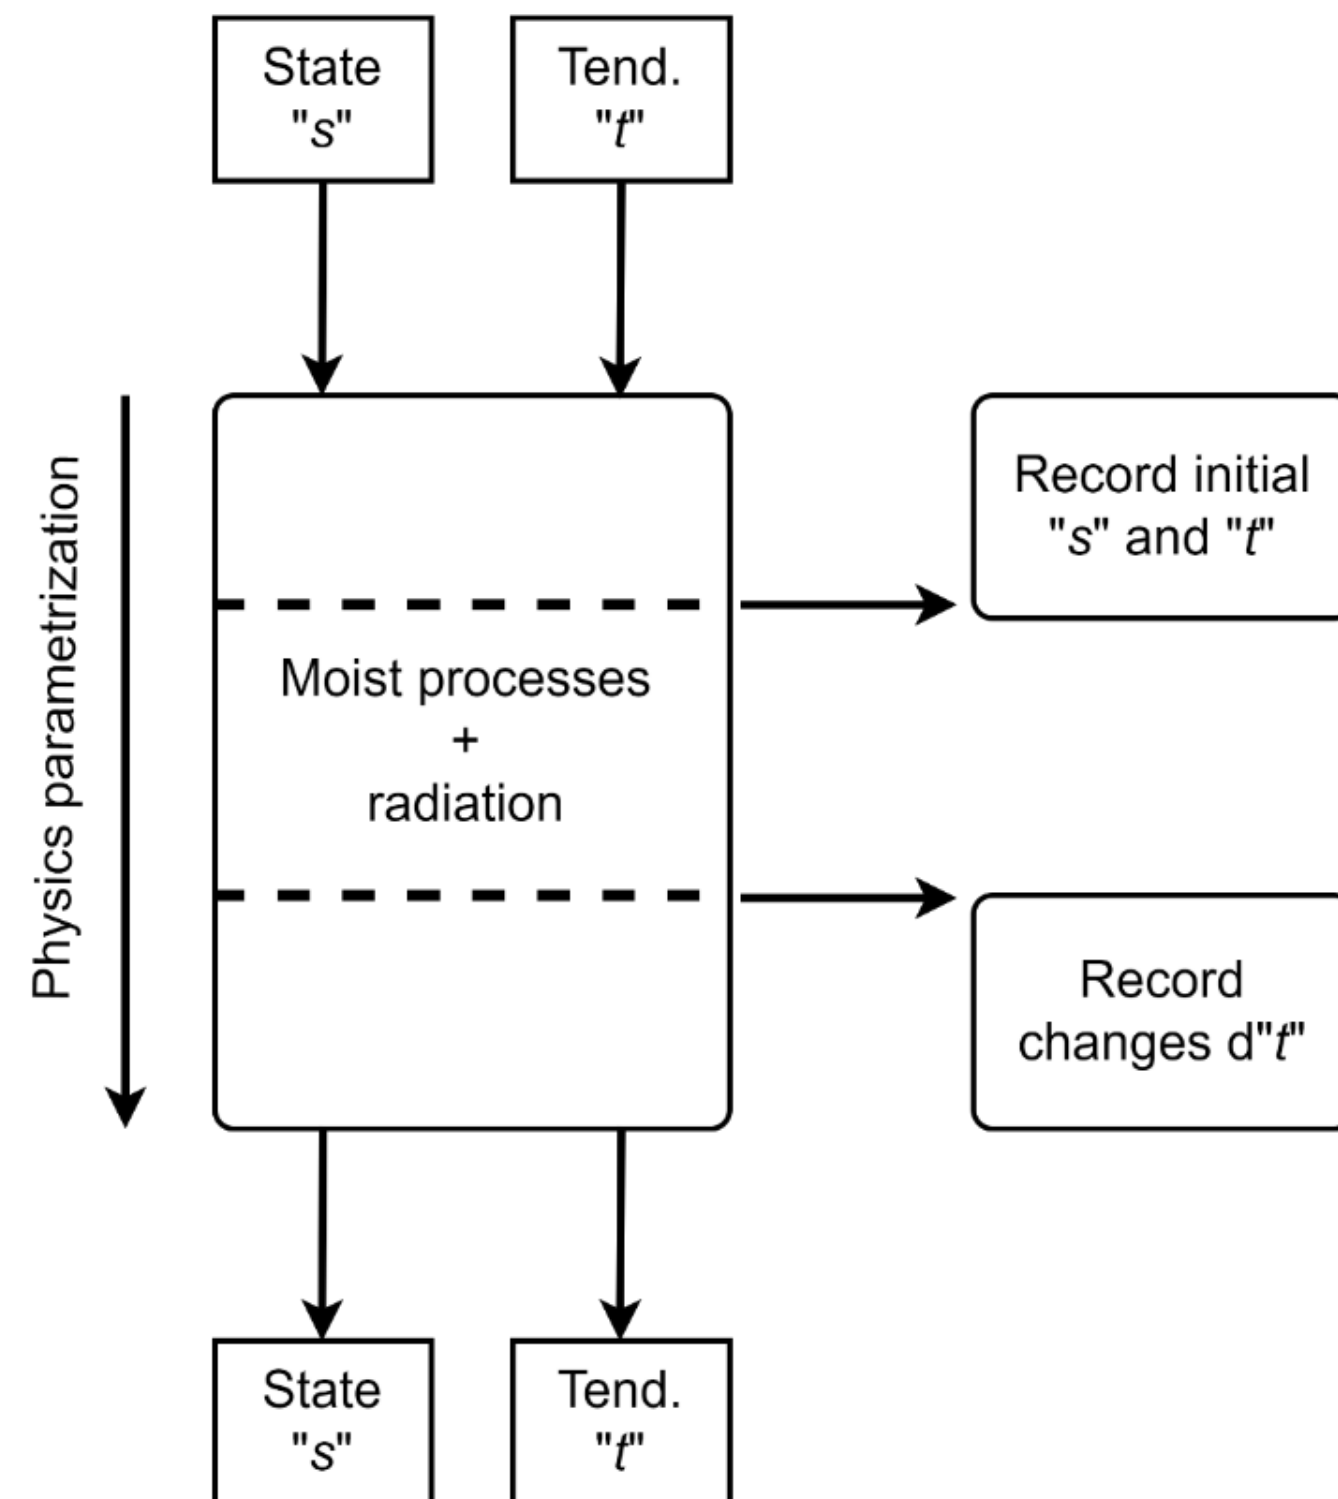 State
"s"
Tend.
"t"
Physics parametrization
Record initial
"s" and "t"
Moist processes
+
radiation
Record
changes d"t"
State
"s"
Tend.
"t"